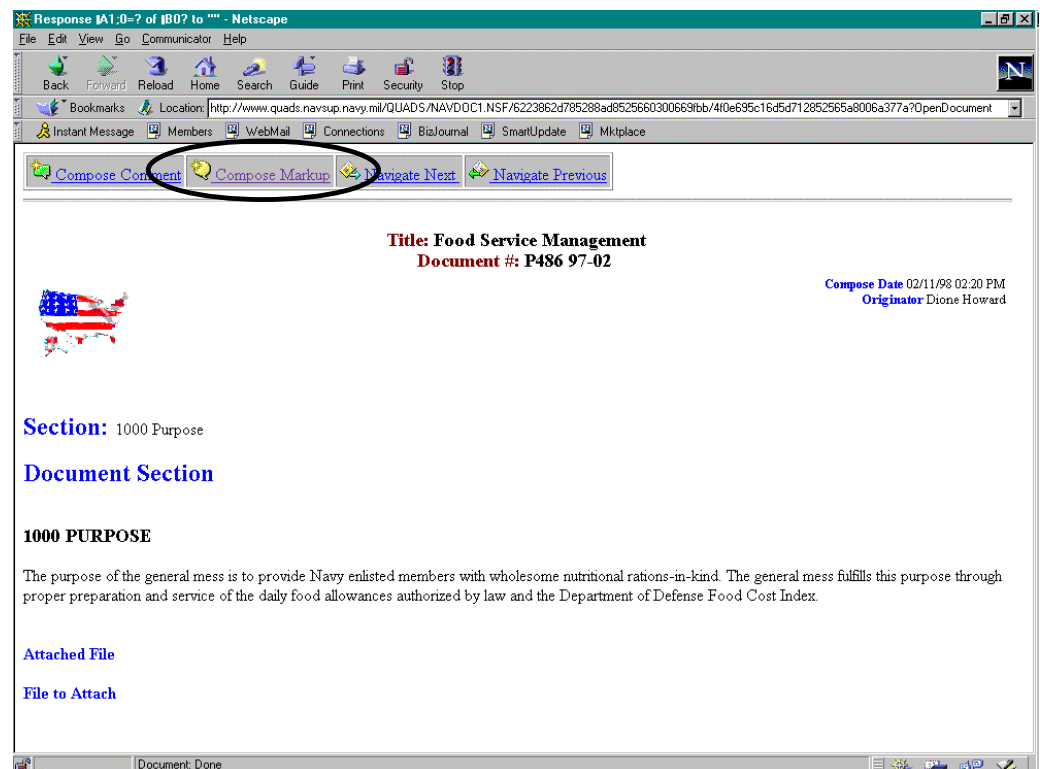 Response |A1;0=? of |B0? to "" - Netscape
File Edit View Go Communicator Help
Back Forward Reload Home Search Guide Print Security Stop
N
Bookmarks Location: http://www.quads.navsup.navy.mil/QUADS/NAVDOC1.NSF/6223862d785288ad8525660300669fbb/4f0e695c16d5d712852565a8006a377a?OpenDocument
Instant Message Members WebMail Connections BizJournal SmartUpdate Mktplace
Compose Comment Compose Markup Navigate Next Navigate Previous
Title: Food Service Management
Document #: P486 97-02
Compose Date 02/11/98 02:20 PM
Originator Dione Howard
Section: 1000 Purpose
Document Section
1000 PURPOSE
The purpose of the general mess is to provide Navy enlisted members with wholesome nutritional rations-in-kind. The general mess fulfills this purpose through
proper preparation and service of the daily food allowances authorized by law and the Department of Defense Food Cost Index.
Attached File
File to Attach
Document: Done